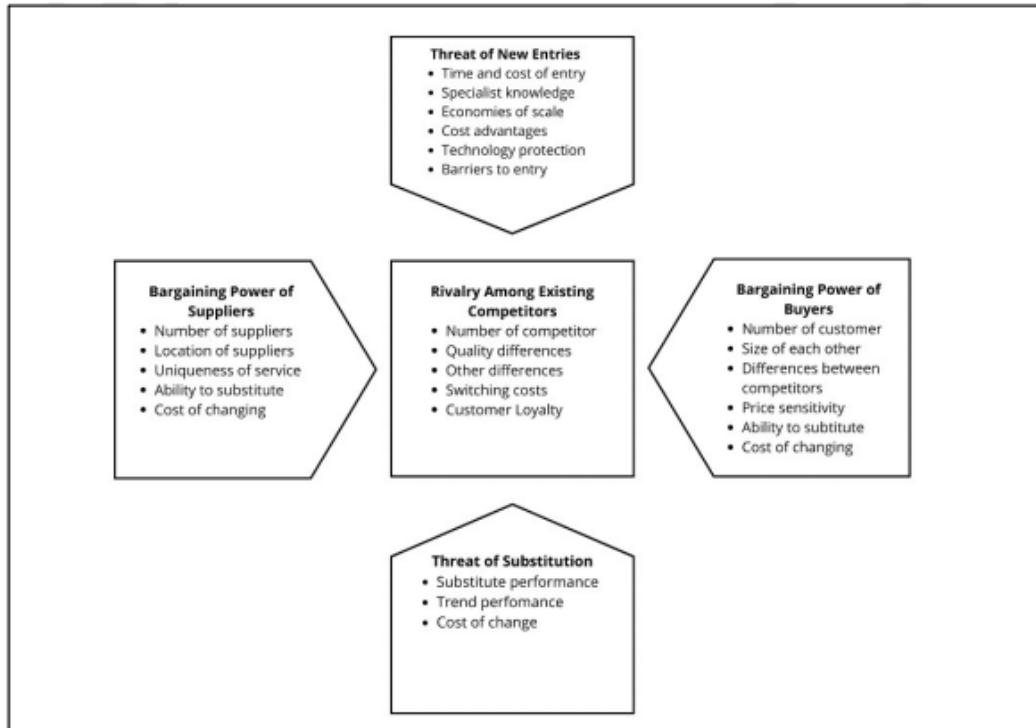 Threat of New Entries
• Time and cost of entry
• Specialist knowledge
• Economies of scale
• Cost advantages
• Technology protection
• Barriers to entry
Bargaining Power of
Suppliers
• Number of suppliers
• Location of suppliers
• Uniqueness of service
• Ability to substitute
• Cost of changing
Rivalry Among Existing
Competitors
• Number of competitor
• Quality differences
• Other differences
• Switching costs
• Customer Loyalty
Bargaining Power of
Buyers
• Number of customer
• Size of each other
• Differences between
competitors
• Price sensitivity
• Ability to subtitute
• Cost of changing
Threat of Substitution
• Substitute performance
• Trend perfomance
• Cost of change